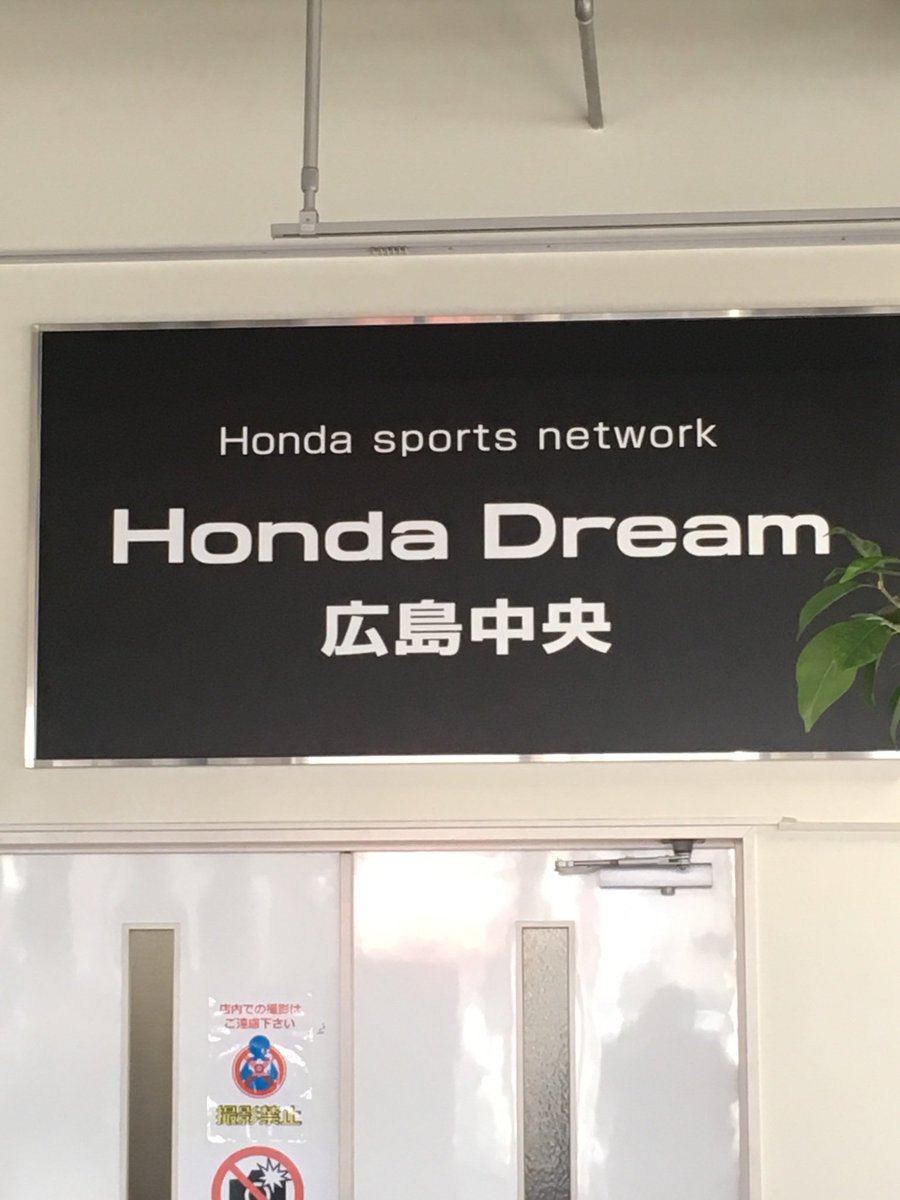 Honda sports network
Honda Dream
広島中央
店内での撮影は
ご遠慮下さい
撮影禁止